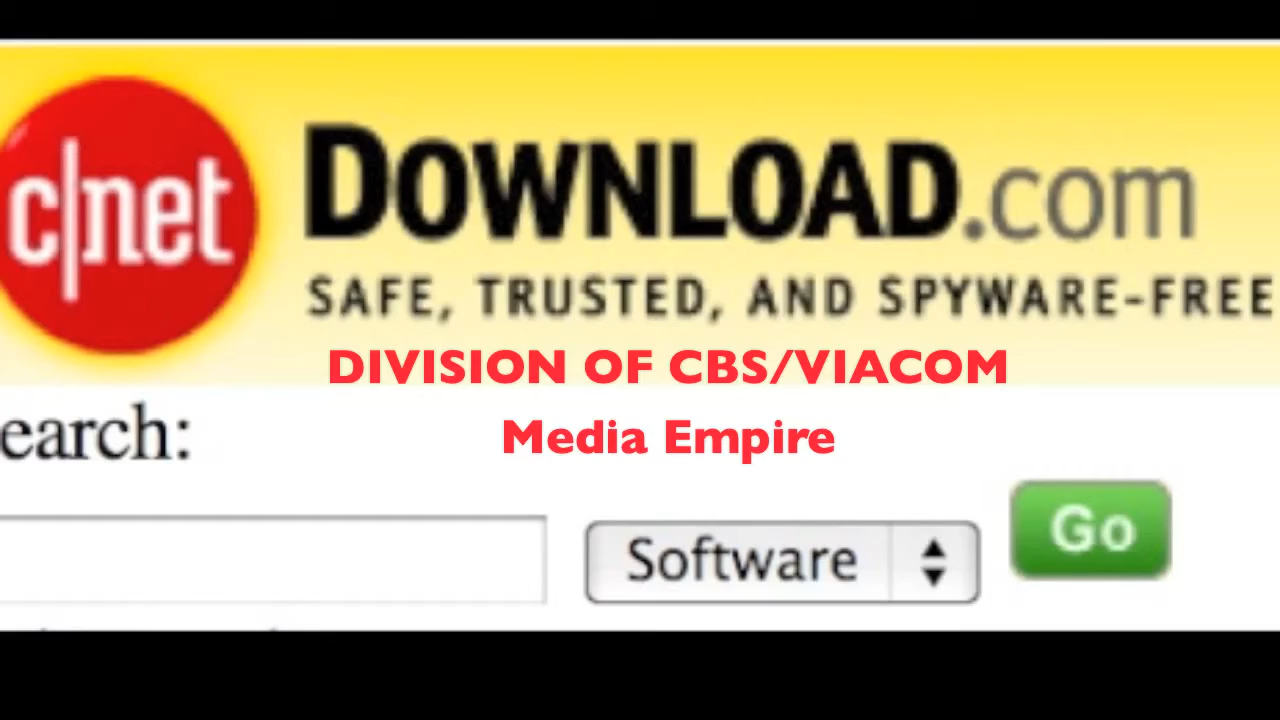 c|net
DOWNLOAD.com
SAFE, TRUSTED, AND SPYWARE-FREE
DIVISION OF CBS/VIACOM
Media Empire
earch:
Software
Go